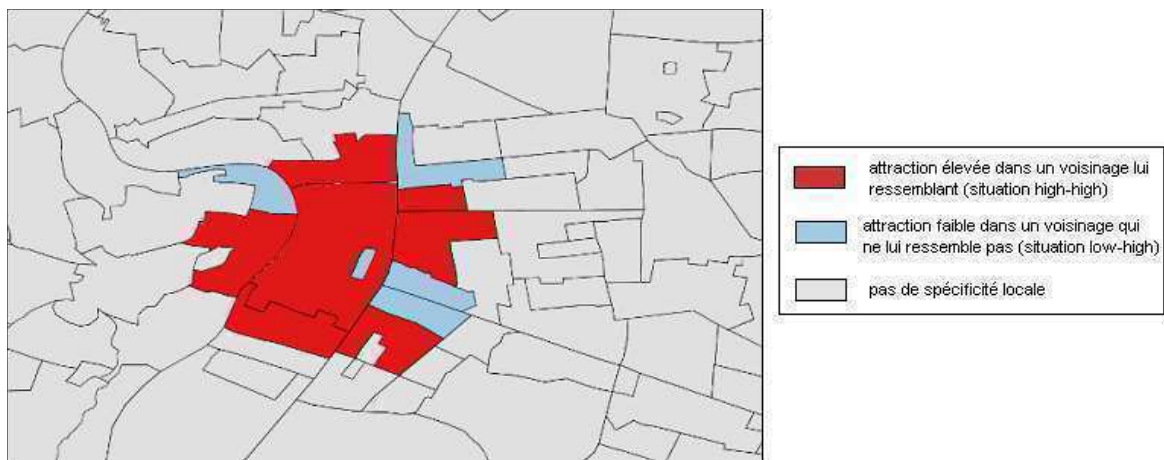 attraction élevée dans un voisinage lui
ressemblant (situation high-high)
attraction faible dans un voisinage qui
ne lui ressemble pas (situation low-high)
pas de spécificité locale